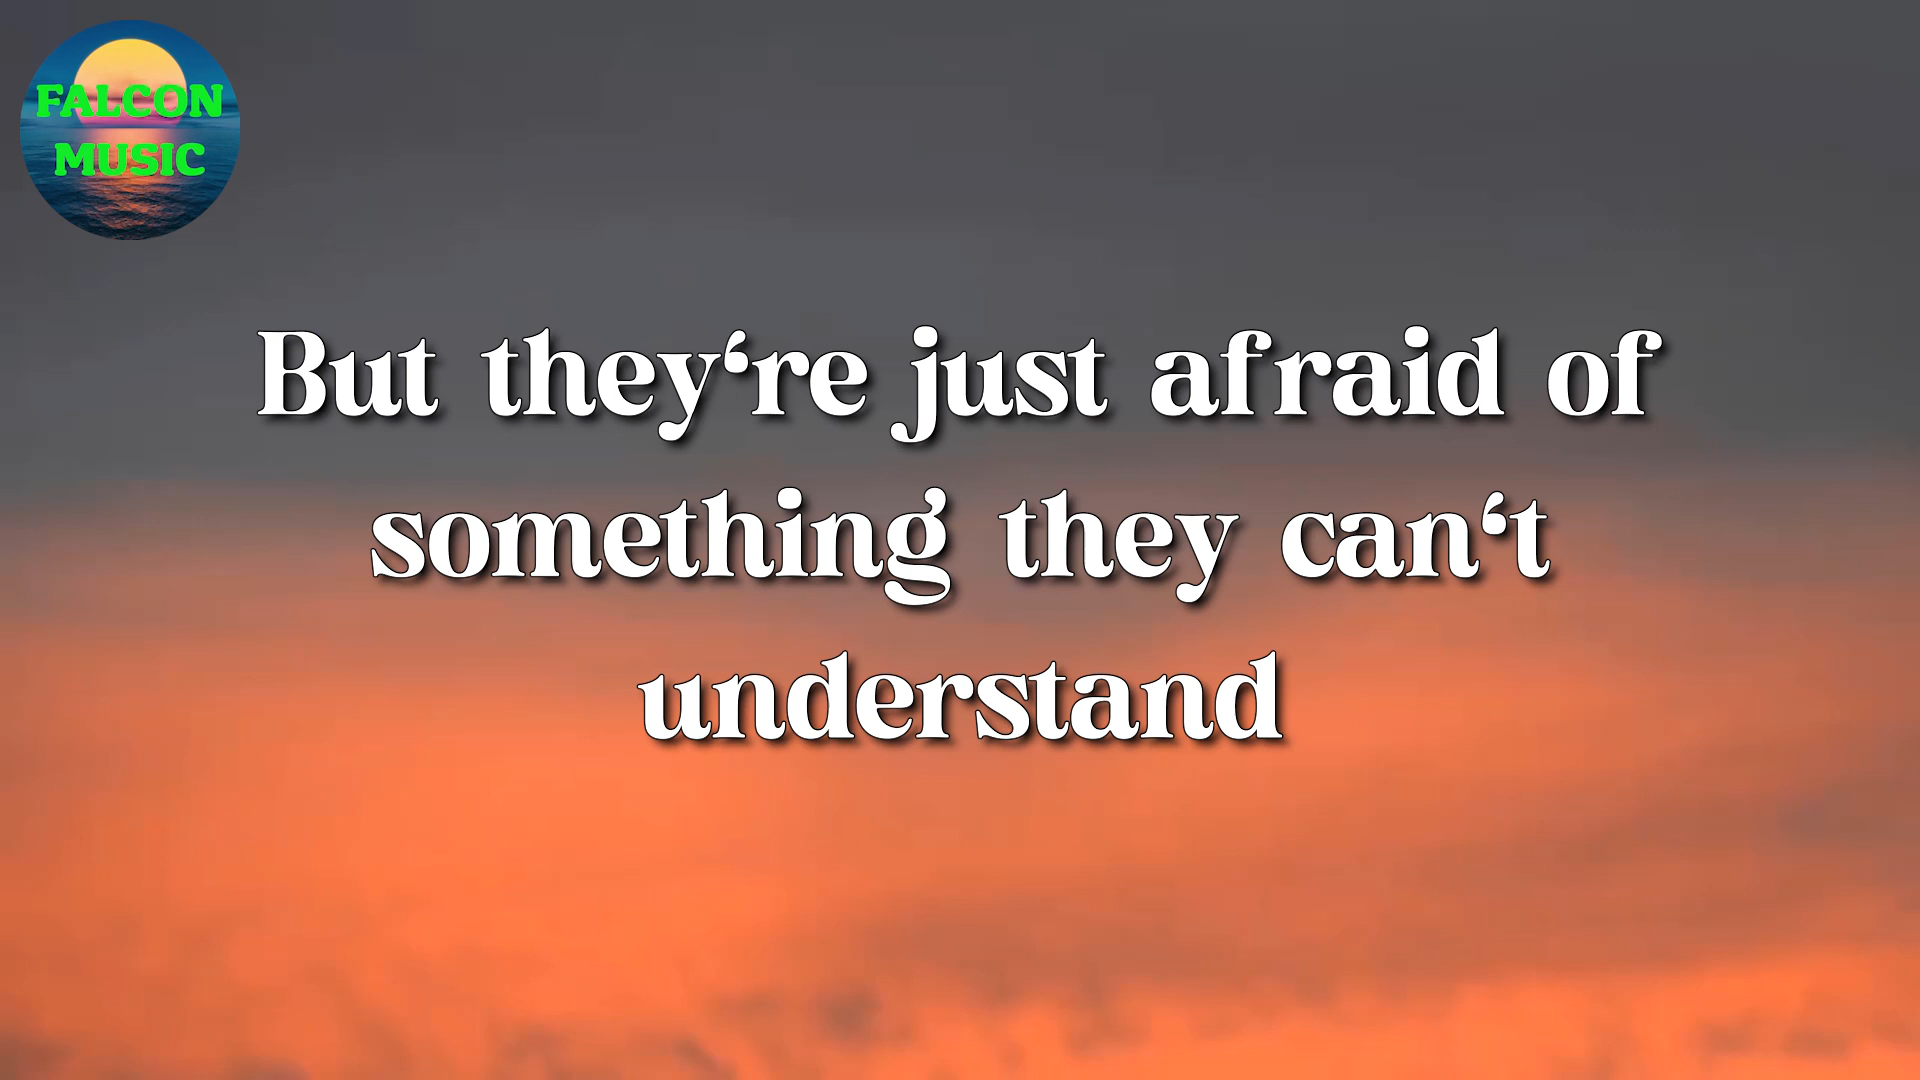 FALCON
MUSIC
But they‘re just afraid of
something they can‘t
understand